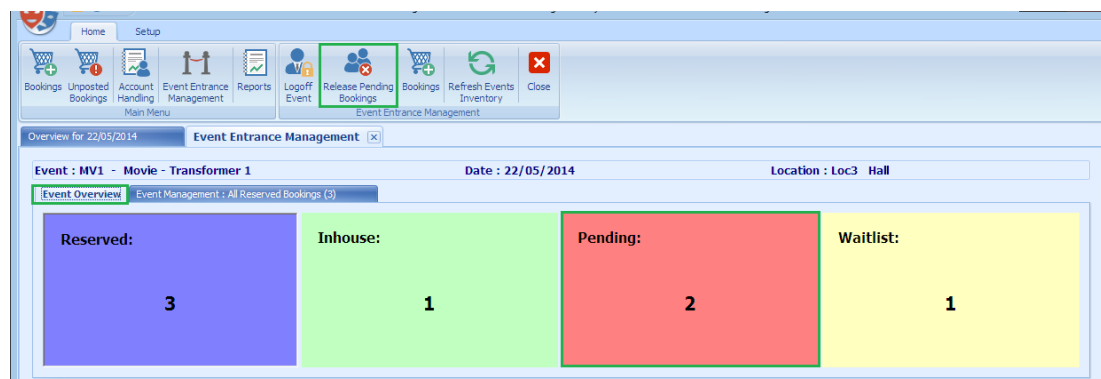 Home Setup
Bookings Unposted Bookings Account Handling Event Entrance Management Reports Logoff Event Release Pending Bookings Bookings Refresh Events Inventory Close
Main Menu Event Entrance Management
Overview for 22/05/2014 Event Entrance Management
Event : MV1 - Movie - Transformer 1 Date : 22/05/2014 Location : Loc3 Hall
Event Overview Event Management : All Reserved Bookings (3)
Reserved: Inhouse: Pending: Waitlist:
3 1 2 1